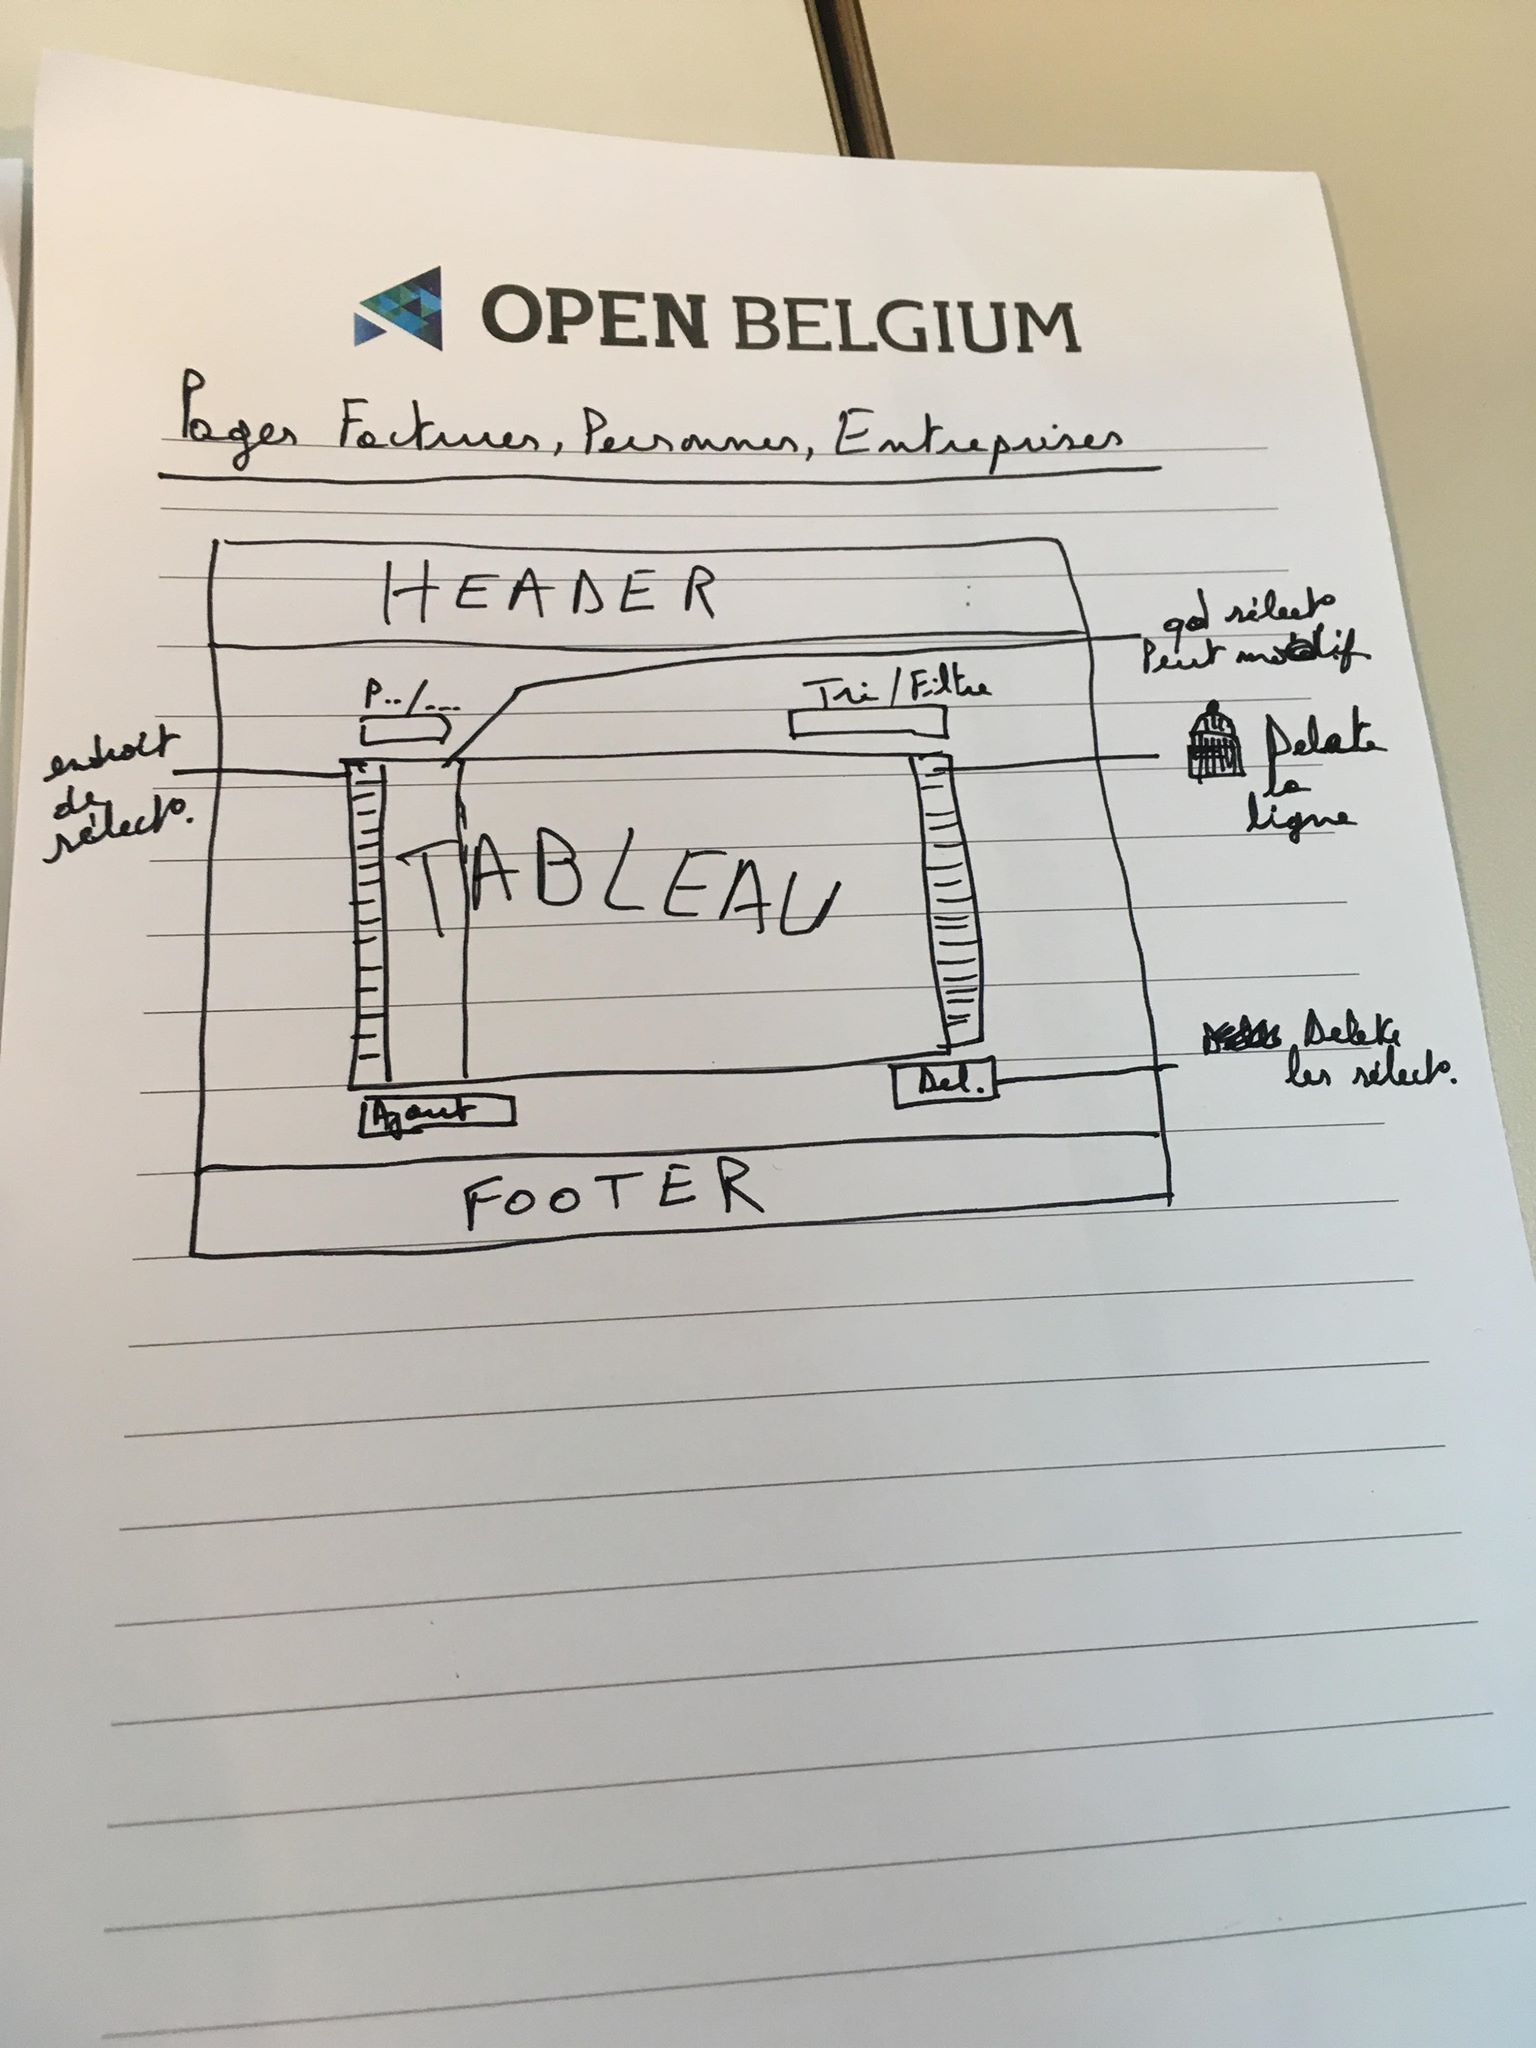 OPEN BELGIUM
Pages Factures, Personnes, Entreprises
HEADER
qd sélect°
Peut modif
P../...
Tri/Filtre
endroit
de
sélect°.
Delete
la
ligne
TABLEAU
Delete
les sélect°.
Del.
Ajout
FOOTER